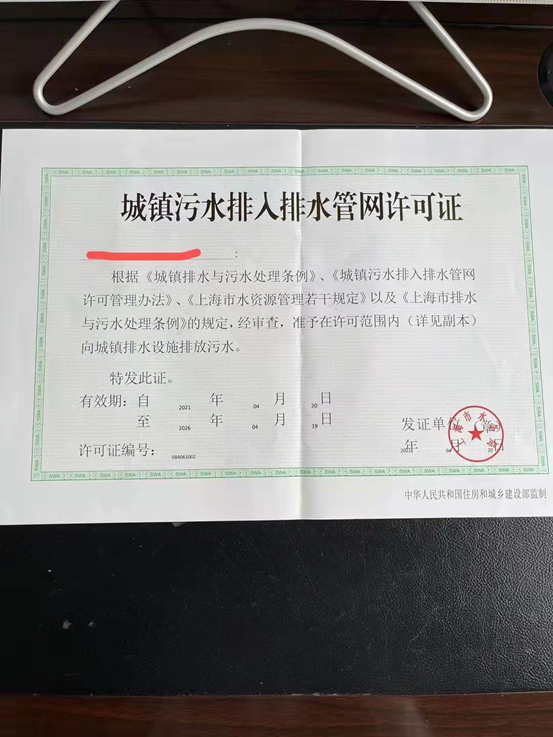 城镇污水排入排水管网许可证
：
根据《城镇排水与污水处理条例》、《城镇污水排入排水管网
许可管理办法》、《上海市水资源管理若干规定》以及《上海市排水
与污水处理条例》的规定，经审查，准予在许可范围内（详见副本）
向城镇排水设施排放污水。
特发此证。
有效期：自 2021 年 04 月 20 日
至 2026 年 04 月 19 日
发证单位（章
许可证编号：
年 月
中华人民共和国住房和城乡建设部监制
SWA